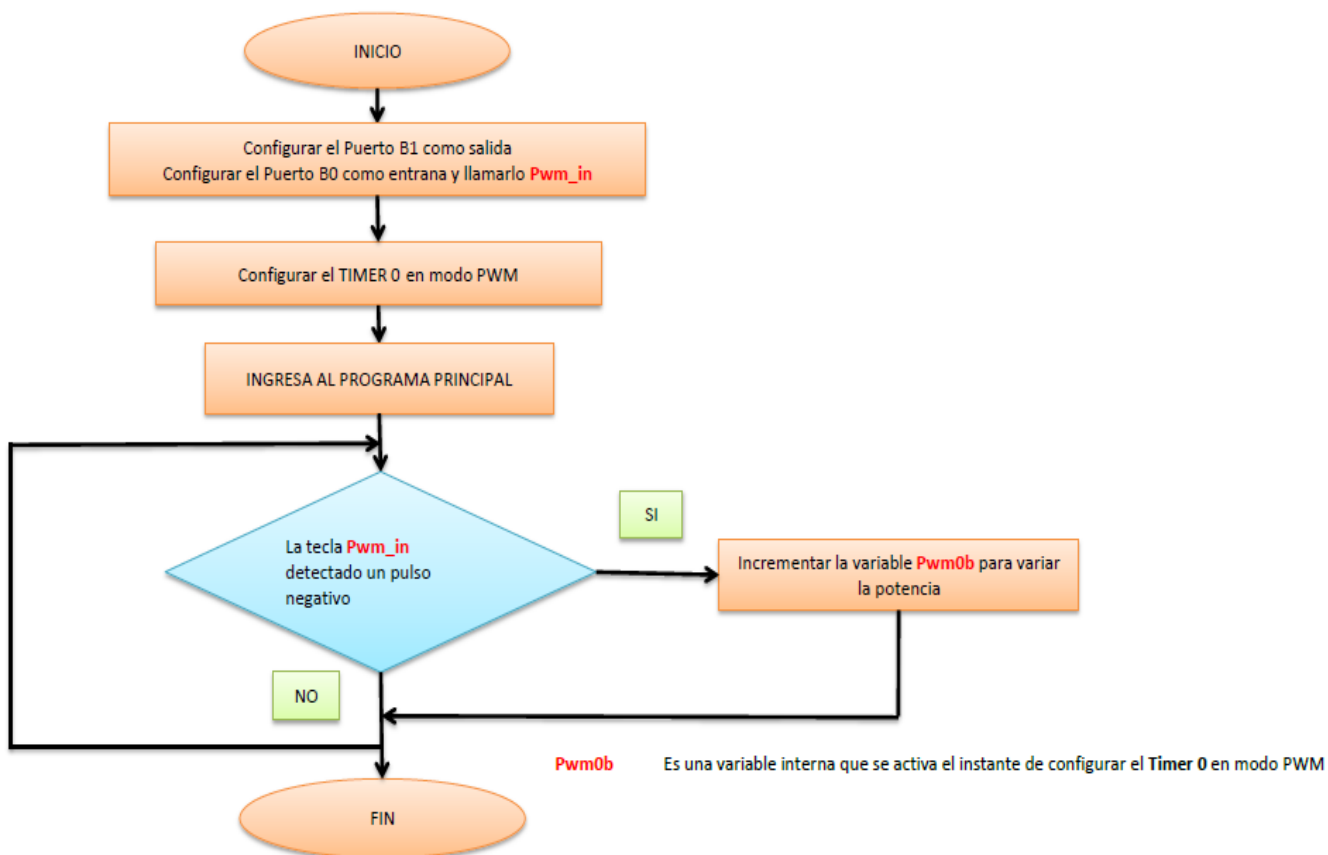 INICIO
Configurar el Puerto B1 como salida
Configurar el Puerto B0 como entrana y llamarlo Pwm_in
Configurar el TIMER 0 en modo PWM
INGRESA AL PROGRAMA PRINCIPAL
La tecla Pwm_in
detectado un pulso
negativo
SI
Incrementar la variable Pwm0b para variar
la potencia
NO
Pwm0b Es una variable interna que se activa el instante de configurar el Timer 0 en modo PWM
FIN